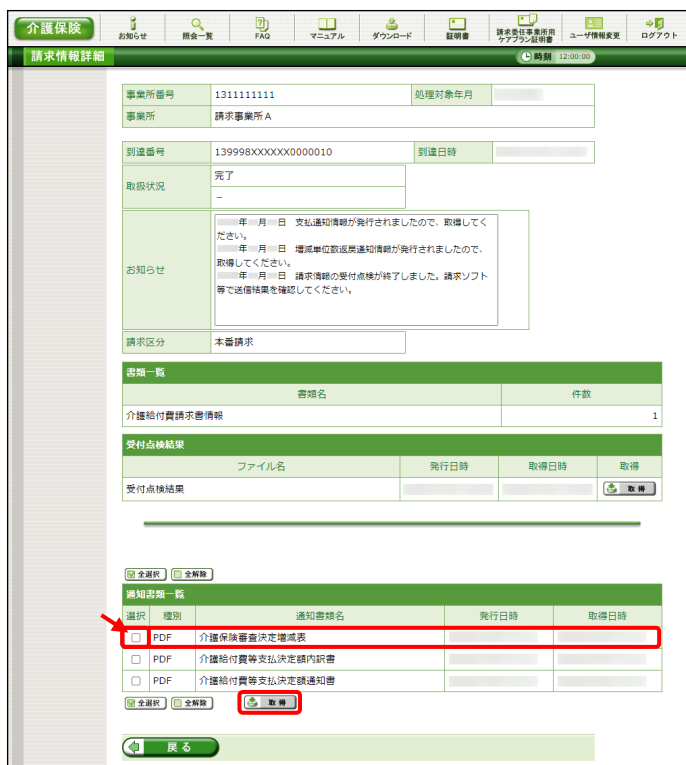 介護保険
お知らせ
照会一覧
FAQ
マニュアル
ダウンロード
証明書
請求委任事業所用
ケアプラン証明書
ユーザ情報変更
ログアウト
請求情報詳細
時刻 12:00:00
事業所番号 1311111111 処理対象年月
事業所 請求事業所A
到達番号 139998XXXXXX0000010 到達日時
取扱状況 完了
－
お知らせ
年 月 日 支払通知情報が発行されましたので、取得してく
ださい。
年 月 日 増減単位数返戻通知情報が発行されましたので、
取得してください。
年 月 日 請求情報の受付点検が終了しました。請求ソフト
等で送信結果を確認してください。
請求区分 本番請求
書類一覧
書類名 件数
介護給付費請求書情報 1
受付点検結果
ファイル名 発行日時 取得日時 取得
受付点検結果 取得
全選択 全解除
通知書類一覧
選択 種別 通知書類名 発行日時 取得日時
PDF 介護保険審査決定増減表
PDF 介護給付費等支払決定額内訳書
PDF 介護給付費等支払決定額通知書
全選択 全解除 取得
戻る